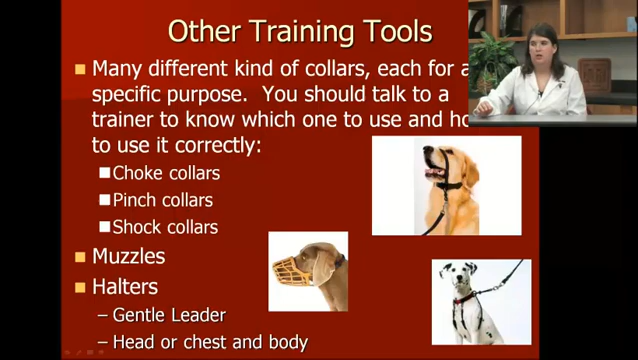 Other Training Tools
Many different kind of collars, each for a
specific purpose. You should talk to a
trainer to know which one to use and
to use it correctly:
Choke collars
Pinch collars
Shock collars
Muzzles
Halters
– Gentle Leader
– Head or chest and body